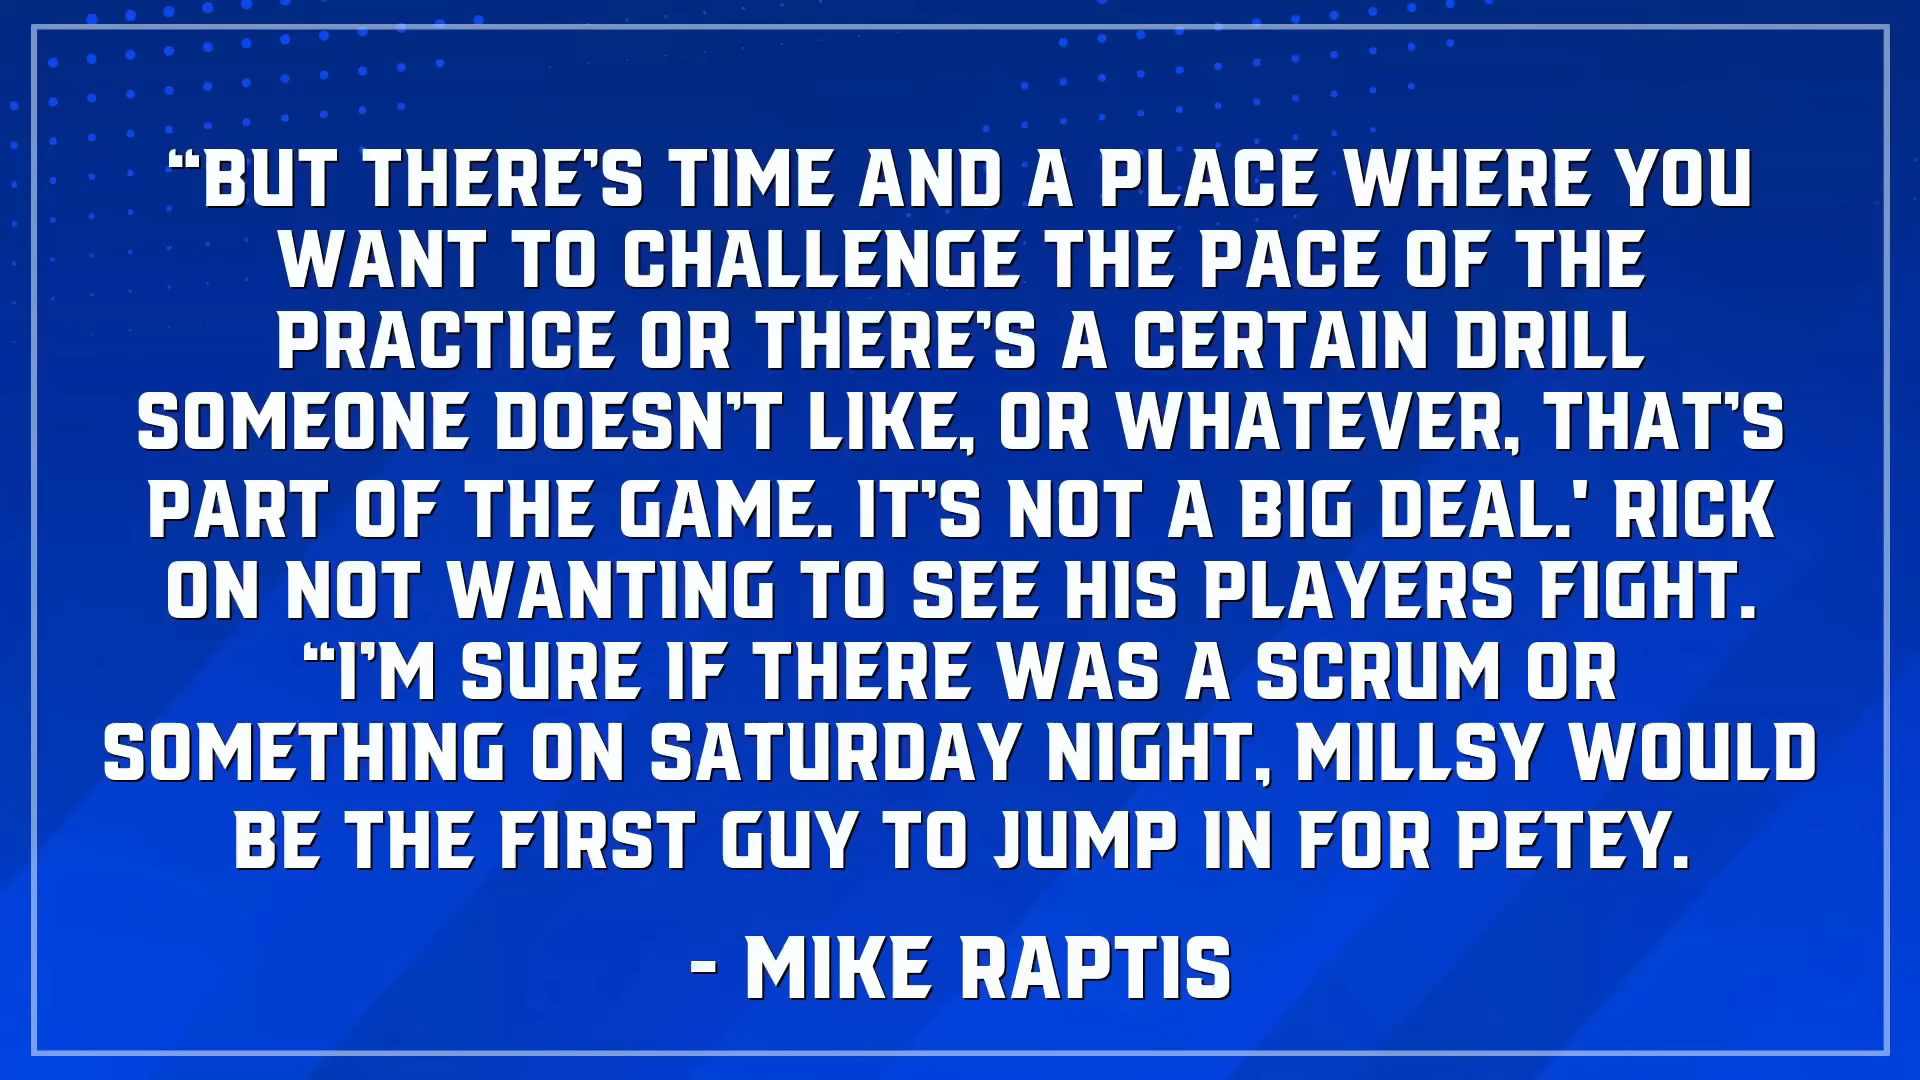 “BUT THERE’S TIME AND A PLACE WHERE YOU
WANT TO CHALLENGE THE PACE OF THE
PRACTICE OR THERE’S A CERTAIN DRILL
SOMEONE DOESN’T LIKE, OR WHATEVER, THAT’S
PART OF THE GAME. IT’S NOT A BIG DEAL.' RICK
ON NOT WANTING TO SEE HIS PLAYERS FIGHT.
“I’M SURE IF THERE WAS A SCRUM OR
SOMETHING ON SATURDAY NIGHT, MILLSY WOULD
BE THE FIRST GUY TO JUMP IN FOR PETEY.
- MIKE RAPTIS